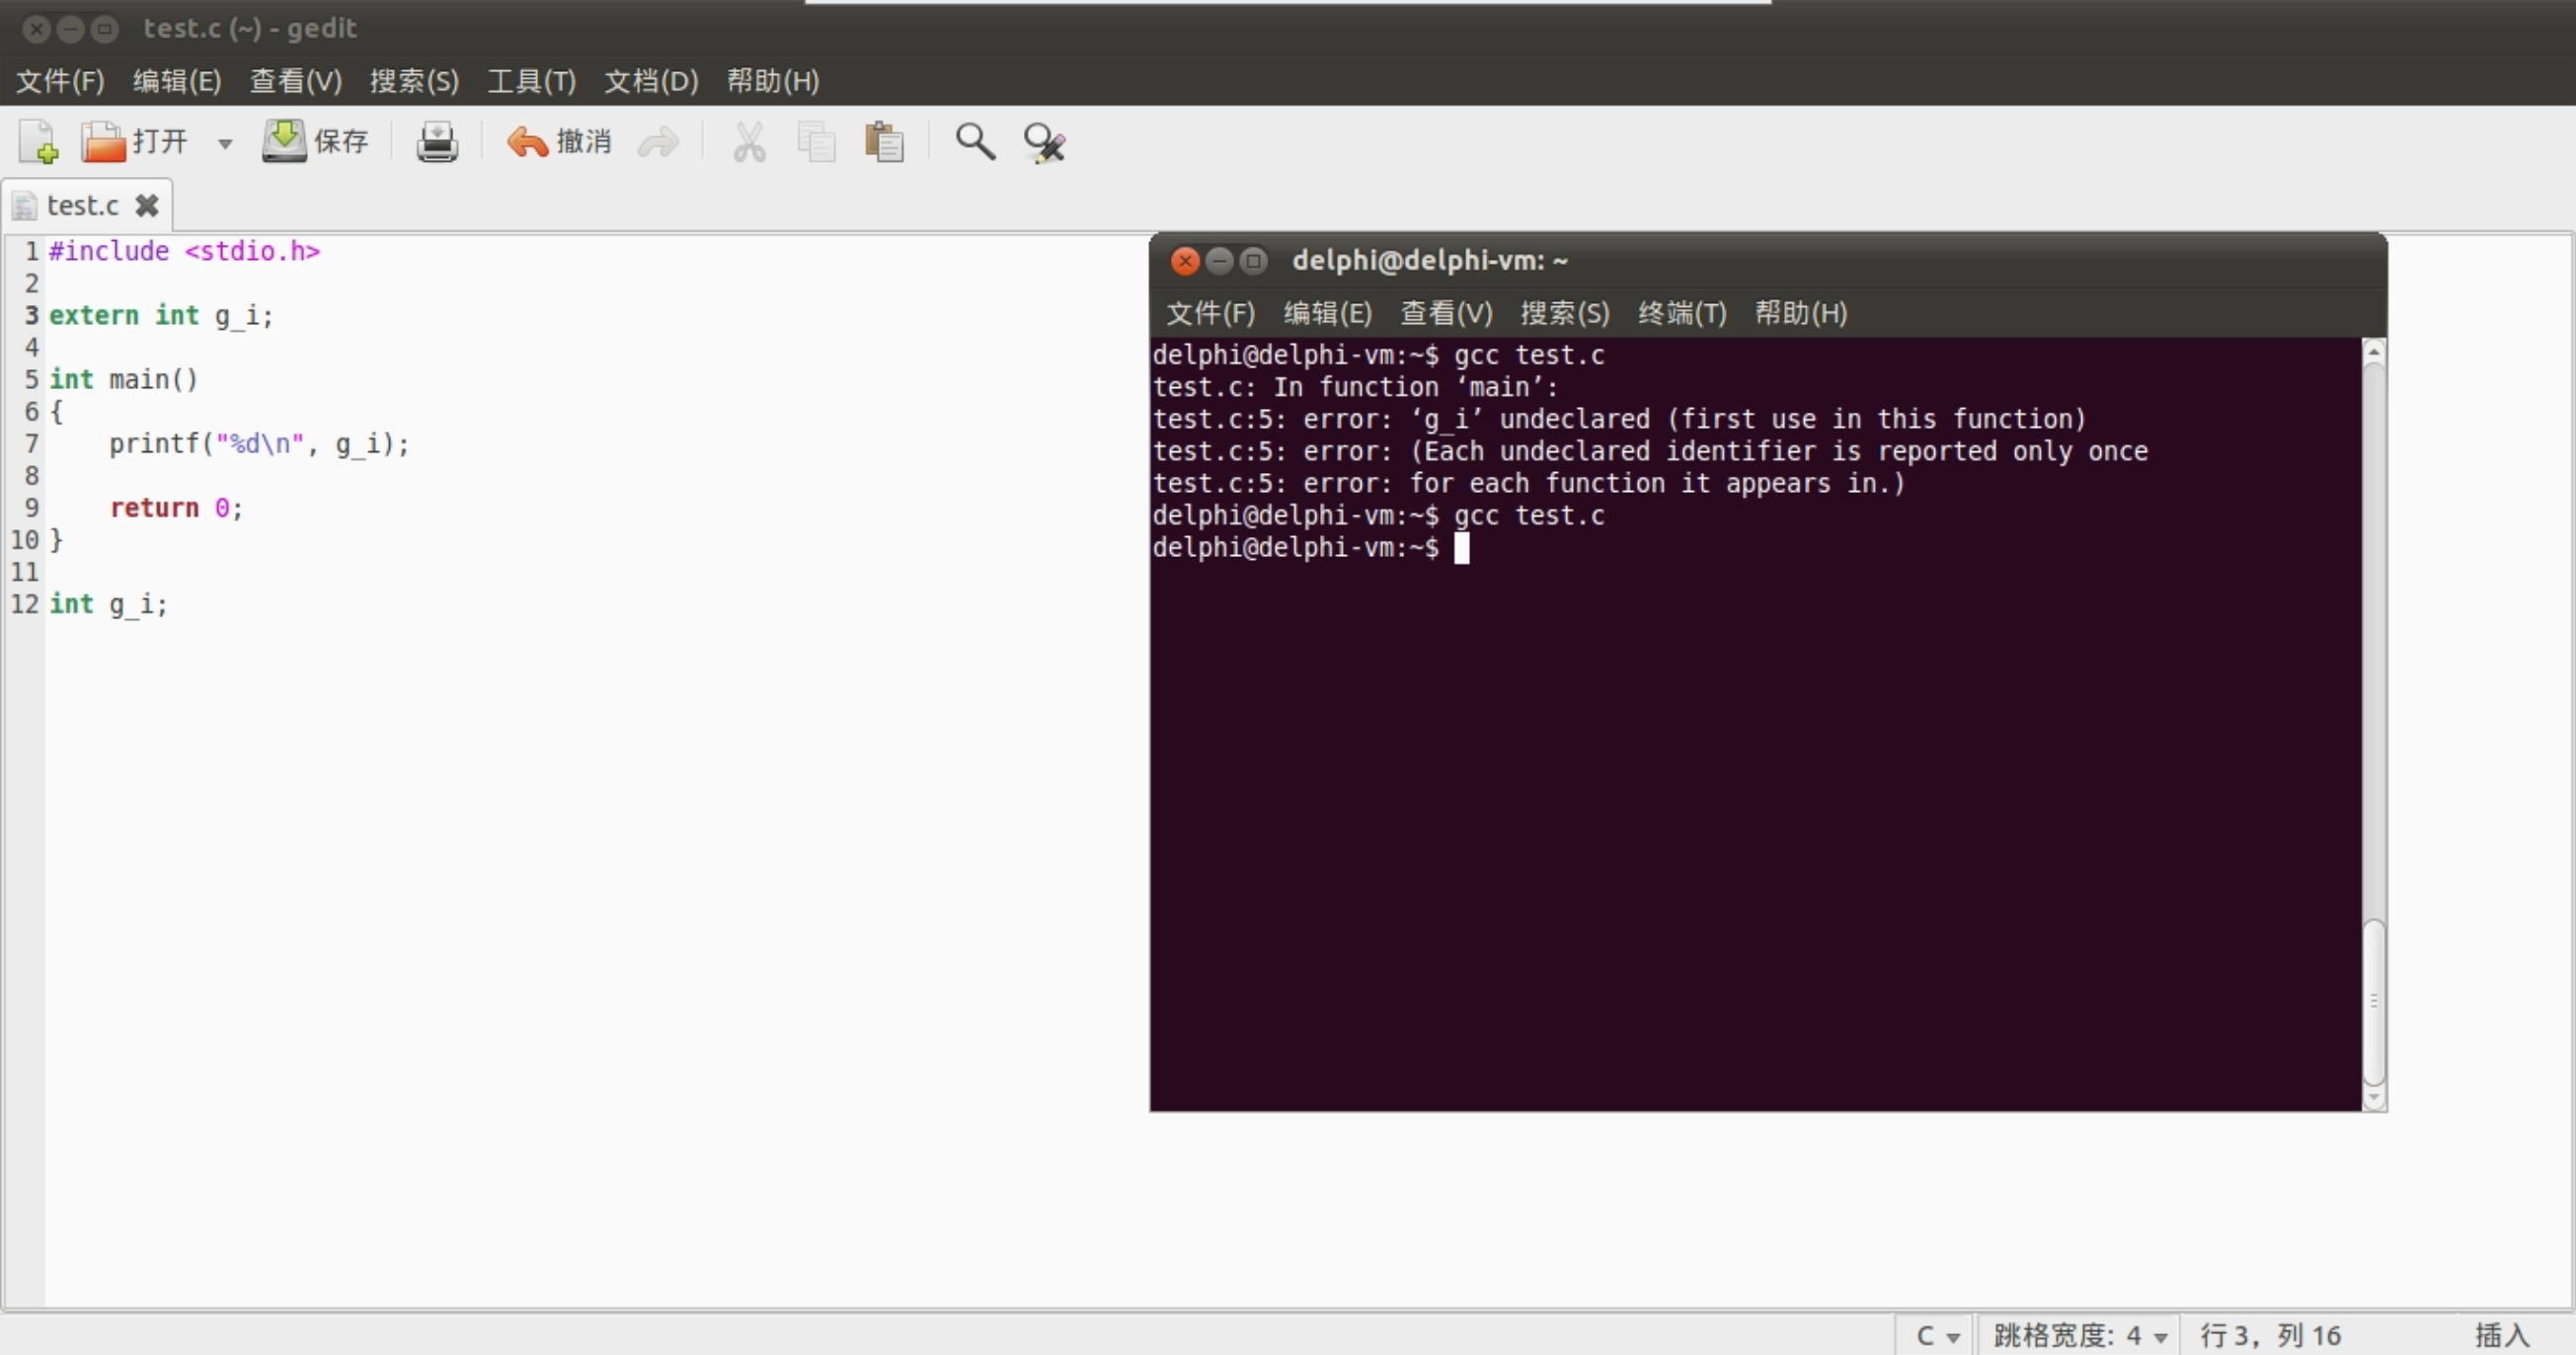 test.c (~) - gedit
文件(F) 编辑(E) 查看(V) 搜索(S) 工具(T) 文档(D) 帮助(H)
打开 保存 撤消
test.c
1 #include <stdio.h>
2
3 extern int g_i;
4
5 int main()
6 {
7     printf("%d\n", g_i);
8
9     return 0;
10 }
11
12 int g_i;
delphi@delphi-vm: ~
文件(F) 编辑(E) 查看(V) 搜索(S) 终端(T) 帮助(H)
delphi@delphi-vm:~$ gcc test.c
test.c: In function ‘main’:
test.c:5: error: ‘g_i’ undeclared (first use in this function)
test.c:5: error: (Each undeclared identifier is reported only once
test.c:5: error: for each function it appears in.)
delphi@delphi-vm:~$ gcc test.c
delphi@delphi-vm:~$
C 跳格宽度: 4 行 3，列 16 插入